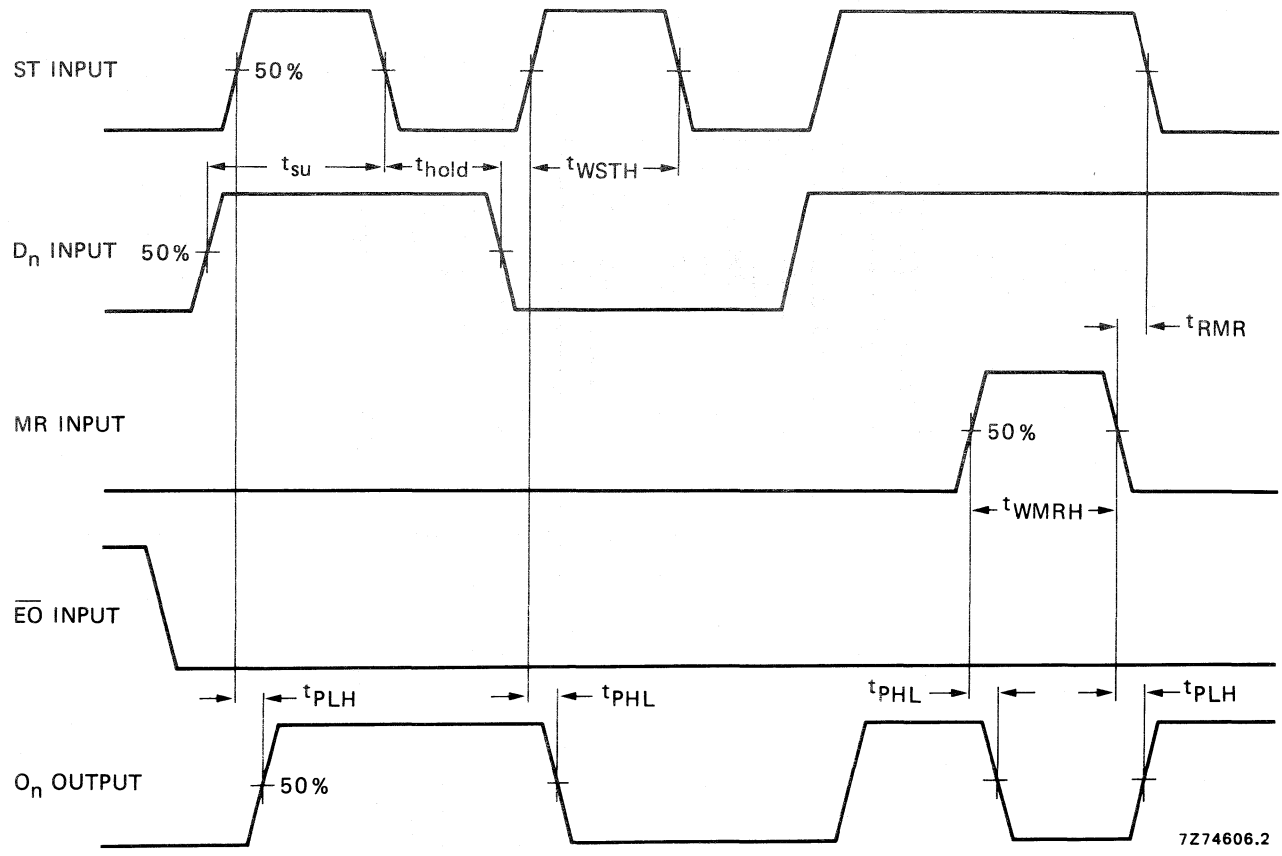 ST INPUT
50%
t_su
t_hold
t_WSTH
D_n INPUT
50%
t_RMR
MR INPUT
50%
t_WMRH
E̅O̅ INPUT
t_PLH
t_PHL
t_PHL
t_PLH
O_n OUTPUT
50%
7Z74606.2